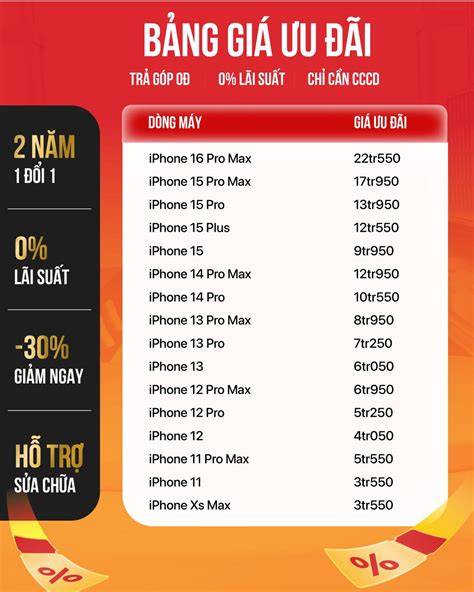 BẢNG GIÁ ƯU ĐÃI
TRẢ GÓP 0Đ 0% LÃI SUẤT CHỈ CẦN CCCD
2 NĂM
1 ĐỔI 1
0%
LÃI SUẤT
-30%
GIẢM NGAY
HỖ TRỢ
SỬA CHỮA
DÒNG MÁY GIÁ ƯU ĐÃI
iPhone 16 Pro Max 22tr550
iPhone 15 Pro Max 17tr950
iPhone 15 Pro 13tr950
iPhone 15 Plus 12tr550
iPhone 15 9tr950
iPhone 14 Pro Max 12tr950
iPhone 14 Pro 10tr550
iPhone 13 Pro Max 8tr950
iPhone 13 Pro 7tr250
iPhone 13 6tr050
iPhone 12 Pro Max 6tr950
iPhone 12 Pro 5tr250
iPhone 12 4tr050
iPhone 11 Pro Max 5tr550
iPhone 11 3tr550
iPhone Xs Max 3tr550
%
%